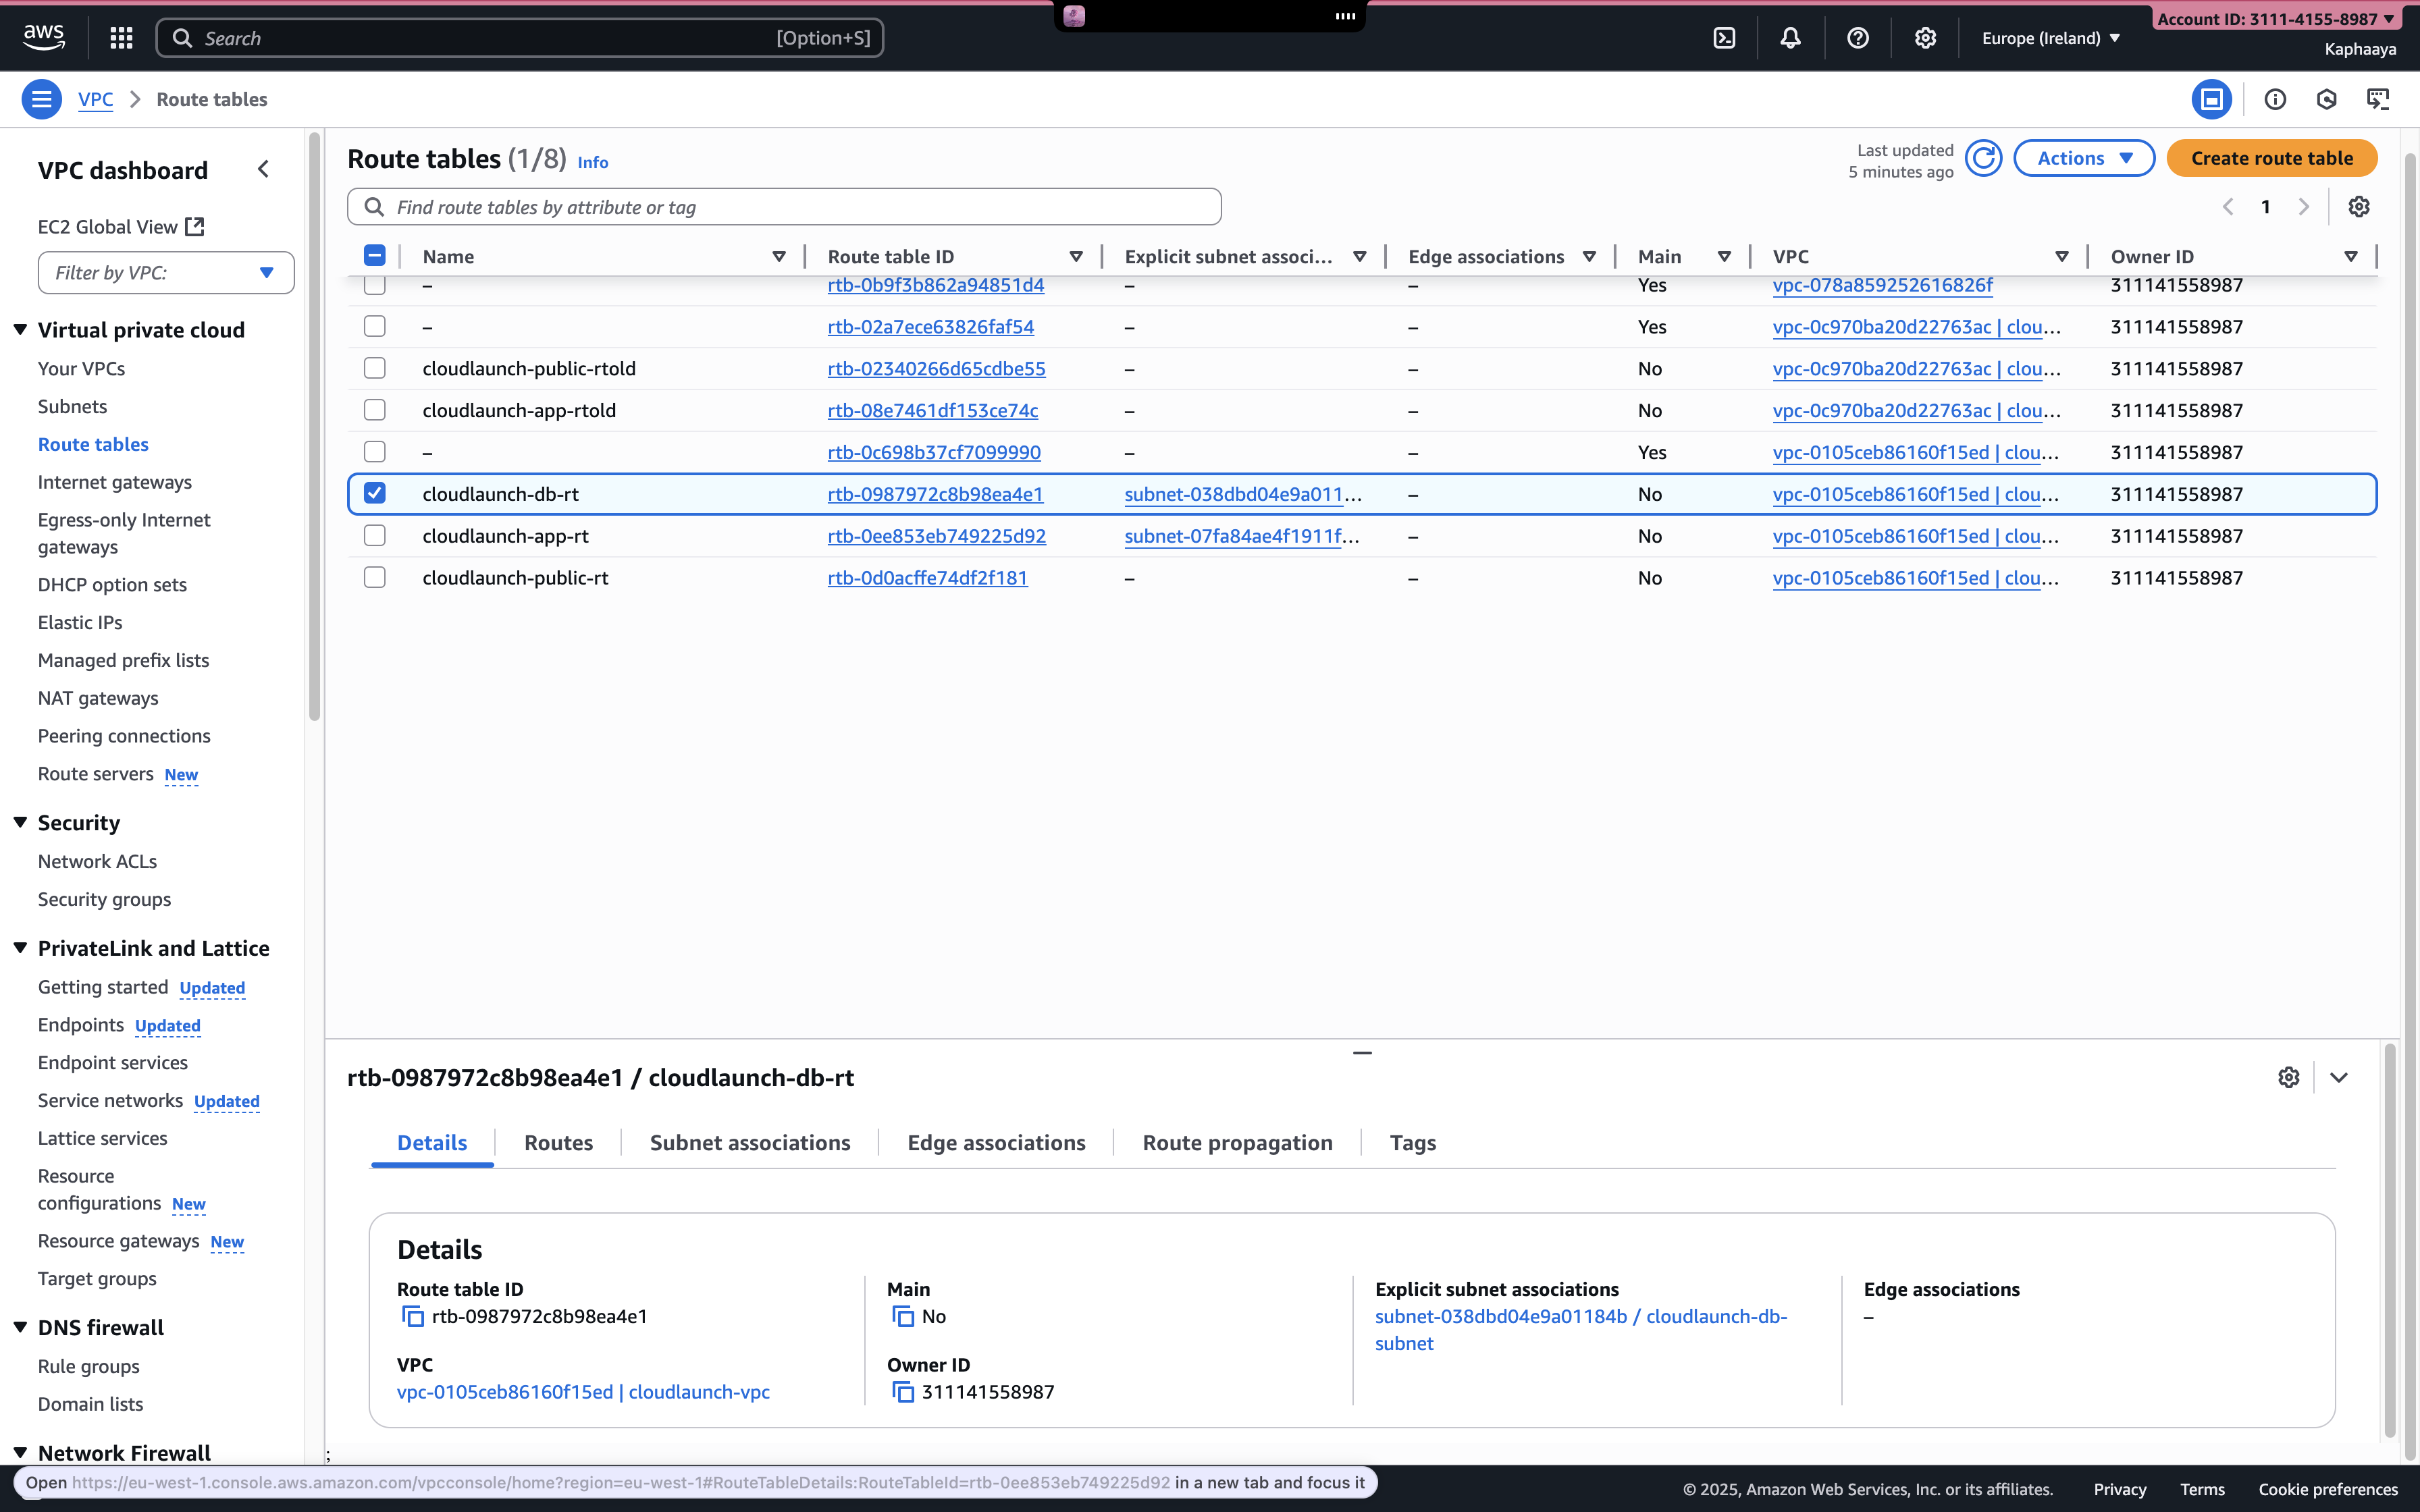 aws
Search [Option+S]
Europe (Ireland)
Account ID: 3111-4155-8987
Kaphaaya
VPC > Route tables
VPC dashboard
EC2 Global View
Filter by VPC:
Virtual private cloud
Your VPCs
Subnets
Route tables
Internet gateways
Egress-only Internet
gateways
DHCP option sets
Elastic IPs
Managed prefix lists
NAT gateways
Peering connections
Route servers New
Security
Network ACLs
Security groups
PrivateLink and Lattice
Getting started Updated
Endpoints Updated
Endpoint services
Service networks Updated
Lattice services
Resource
configurations New
Resource gateways New
Target groups
DNS firewall
Rule groups
Domain lists
Network Firewall
Route tables (1/8) Info
Last updated
5 minutes ago
Actions
Create route table
Find route tables by attribute or tag
1
Name Route table ID Explicit subnet associ... Edge associations Main VPC Owner ID
– rtb-0b9f3b862a94851d4 – – Yes vpc-078a859252616826f 311141558987
– rtb-02a7ece63826faf54 – – Yes vpc-0c970ba20d22763ac | clou... 311141558987
cloudlaunch-public-rtold rtb-02340266d65cdbe55 – – No vpc-0c970ba20d22763ac | clou... 311141558987
cloudlaunch-app-rtold rtb-08e7461df153ce74c – – No vpc-0c970ba20d22763ac | clou... 311141558987
– rtb-0c698b37cf7099990 – – Yes vpc-0105ceb86160f15ed | clou... 311141558987
cloudlaunch-db-rt rtb-0987972c8b98ea4e1 subnet-038dbd04e9a011... – No vpc-0105ceb86160f15ed | clou... 311141558987
cloudlaunch-app-rt rtb-0ee853eb749225d92 subnet-07fa84ae4f1911f... – No vpc-0105ceb86160f15ed | clou... 311141558987
cloudlaunch-public-rt rtb-0d0acffe74df2f181 – – No vpc-0105ceb86160f15ed | clou... 311141558987
rtb-0987972c8b98ea4e1 / cloudlaunch-db-rt
Details Routes Subnet associations Edge associations Route propagation Tags
Details
Route table ID
rtb-0987972c8b98ea4e1
Main
No
Explicit subnet associations
subnet-038dbd04e9a01184b / cloudlaunch-db-
subnet
Edge associations
–
VPC
vpc-0105ceb86160f15ed | cloudlaunch-vpc
Owner ID
311141558987
;
Open https://eu-west-1.console.aws.amazon.com/vpcconsole/home?region=eu-west-1#RouteTableDetails:RouteTableId=rtb-0ee853eb749225d92 in a new tab and focus it
© 2025, Amazon Web Services, Inc. or its affiliates. Privacy Terms Cookie preferences